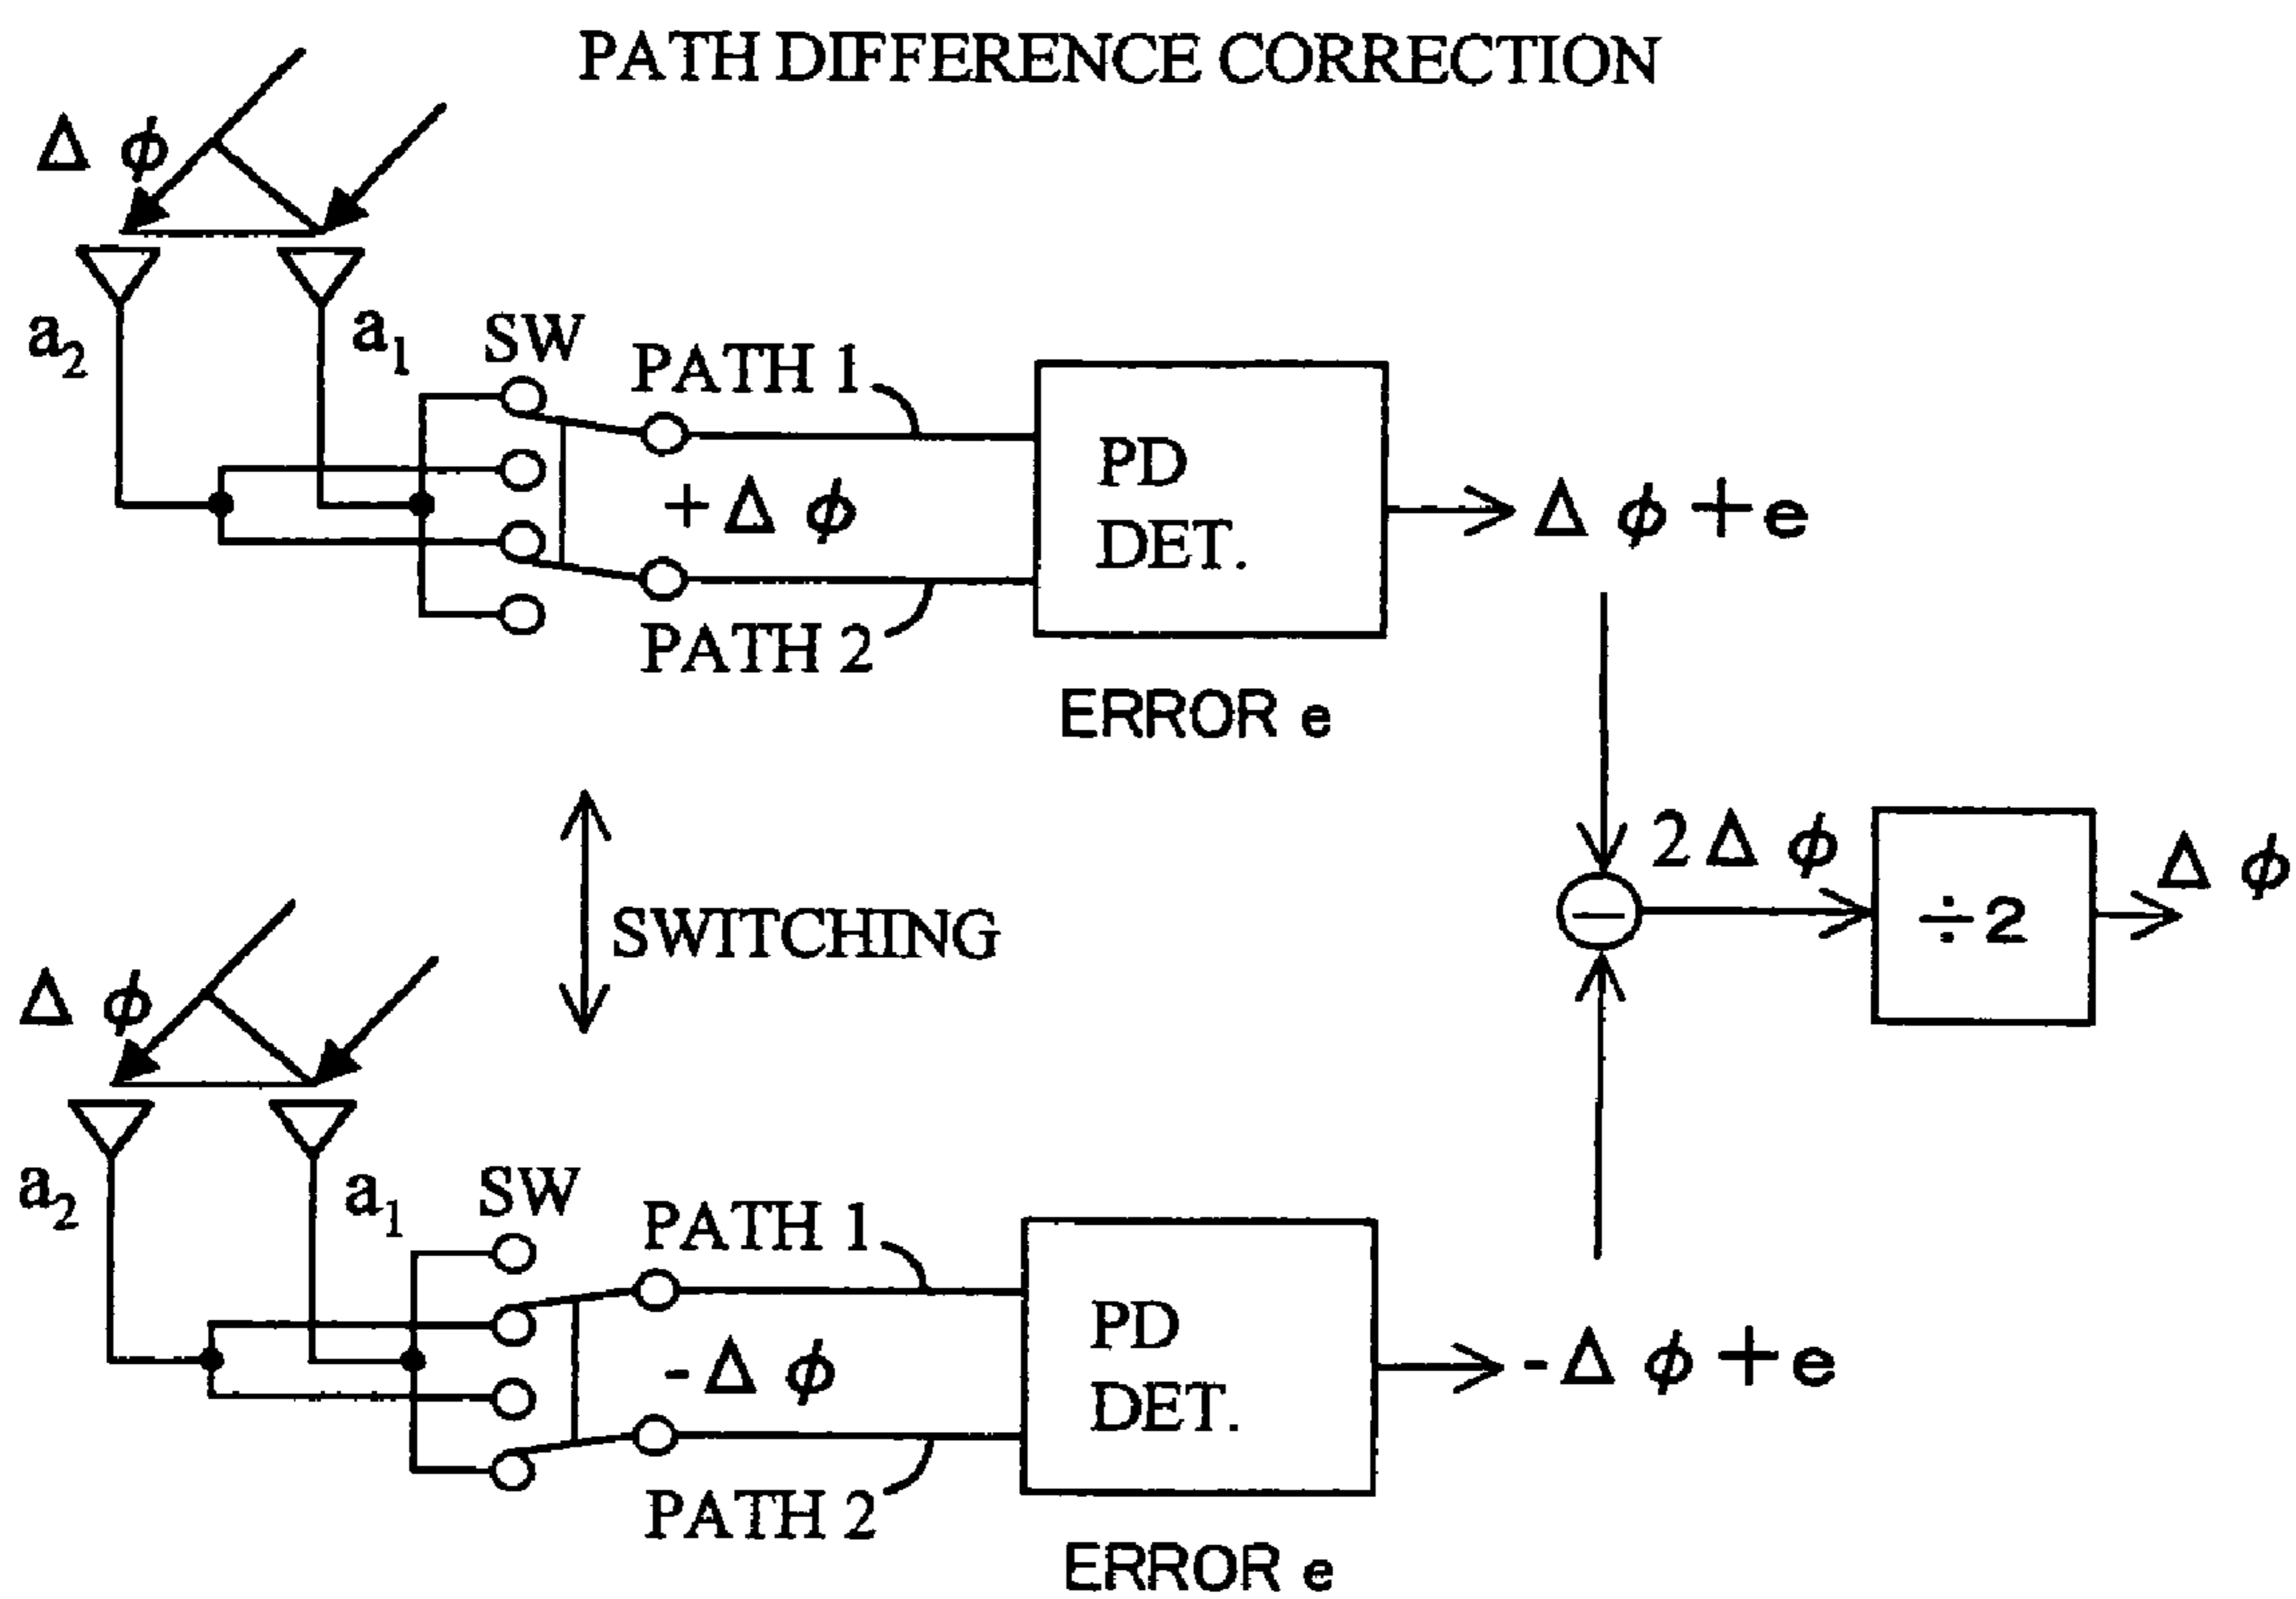 PATH DIFFERENCE CORRECTION
Δ ϕ
a2
a1
SW
PATH 1
+Δ ϕ
PATH 2
PD
DET.
ERROR e
Δ ϕ+e
SWITCHING
2Δ ϕ
÷2
Δ ϕ
Δ ϕ
a2
a1
SW
PATH 1
-Δ ϕ
PATH 2
PD
DET.
ERROR e
-Δ ϕ+e